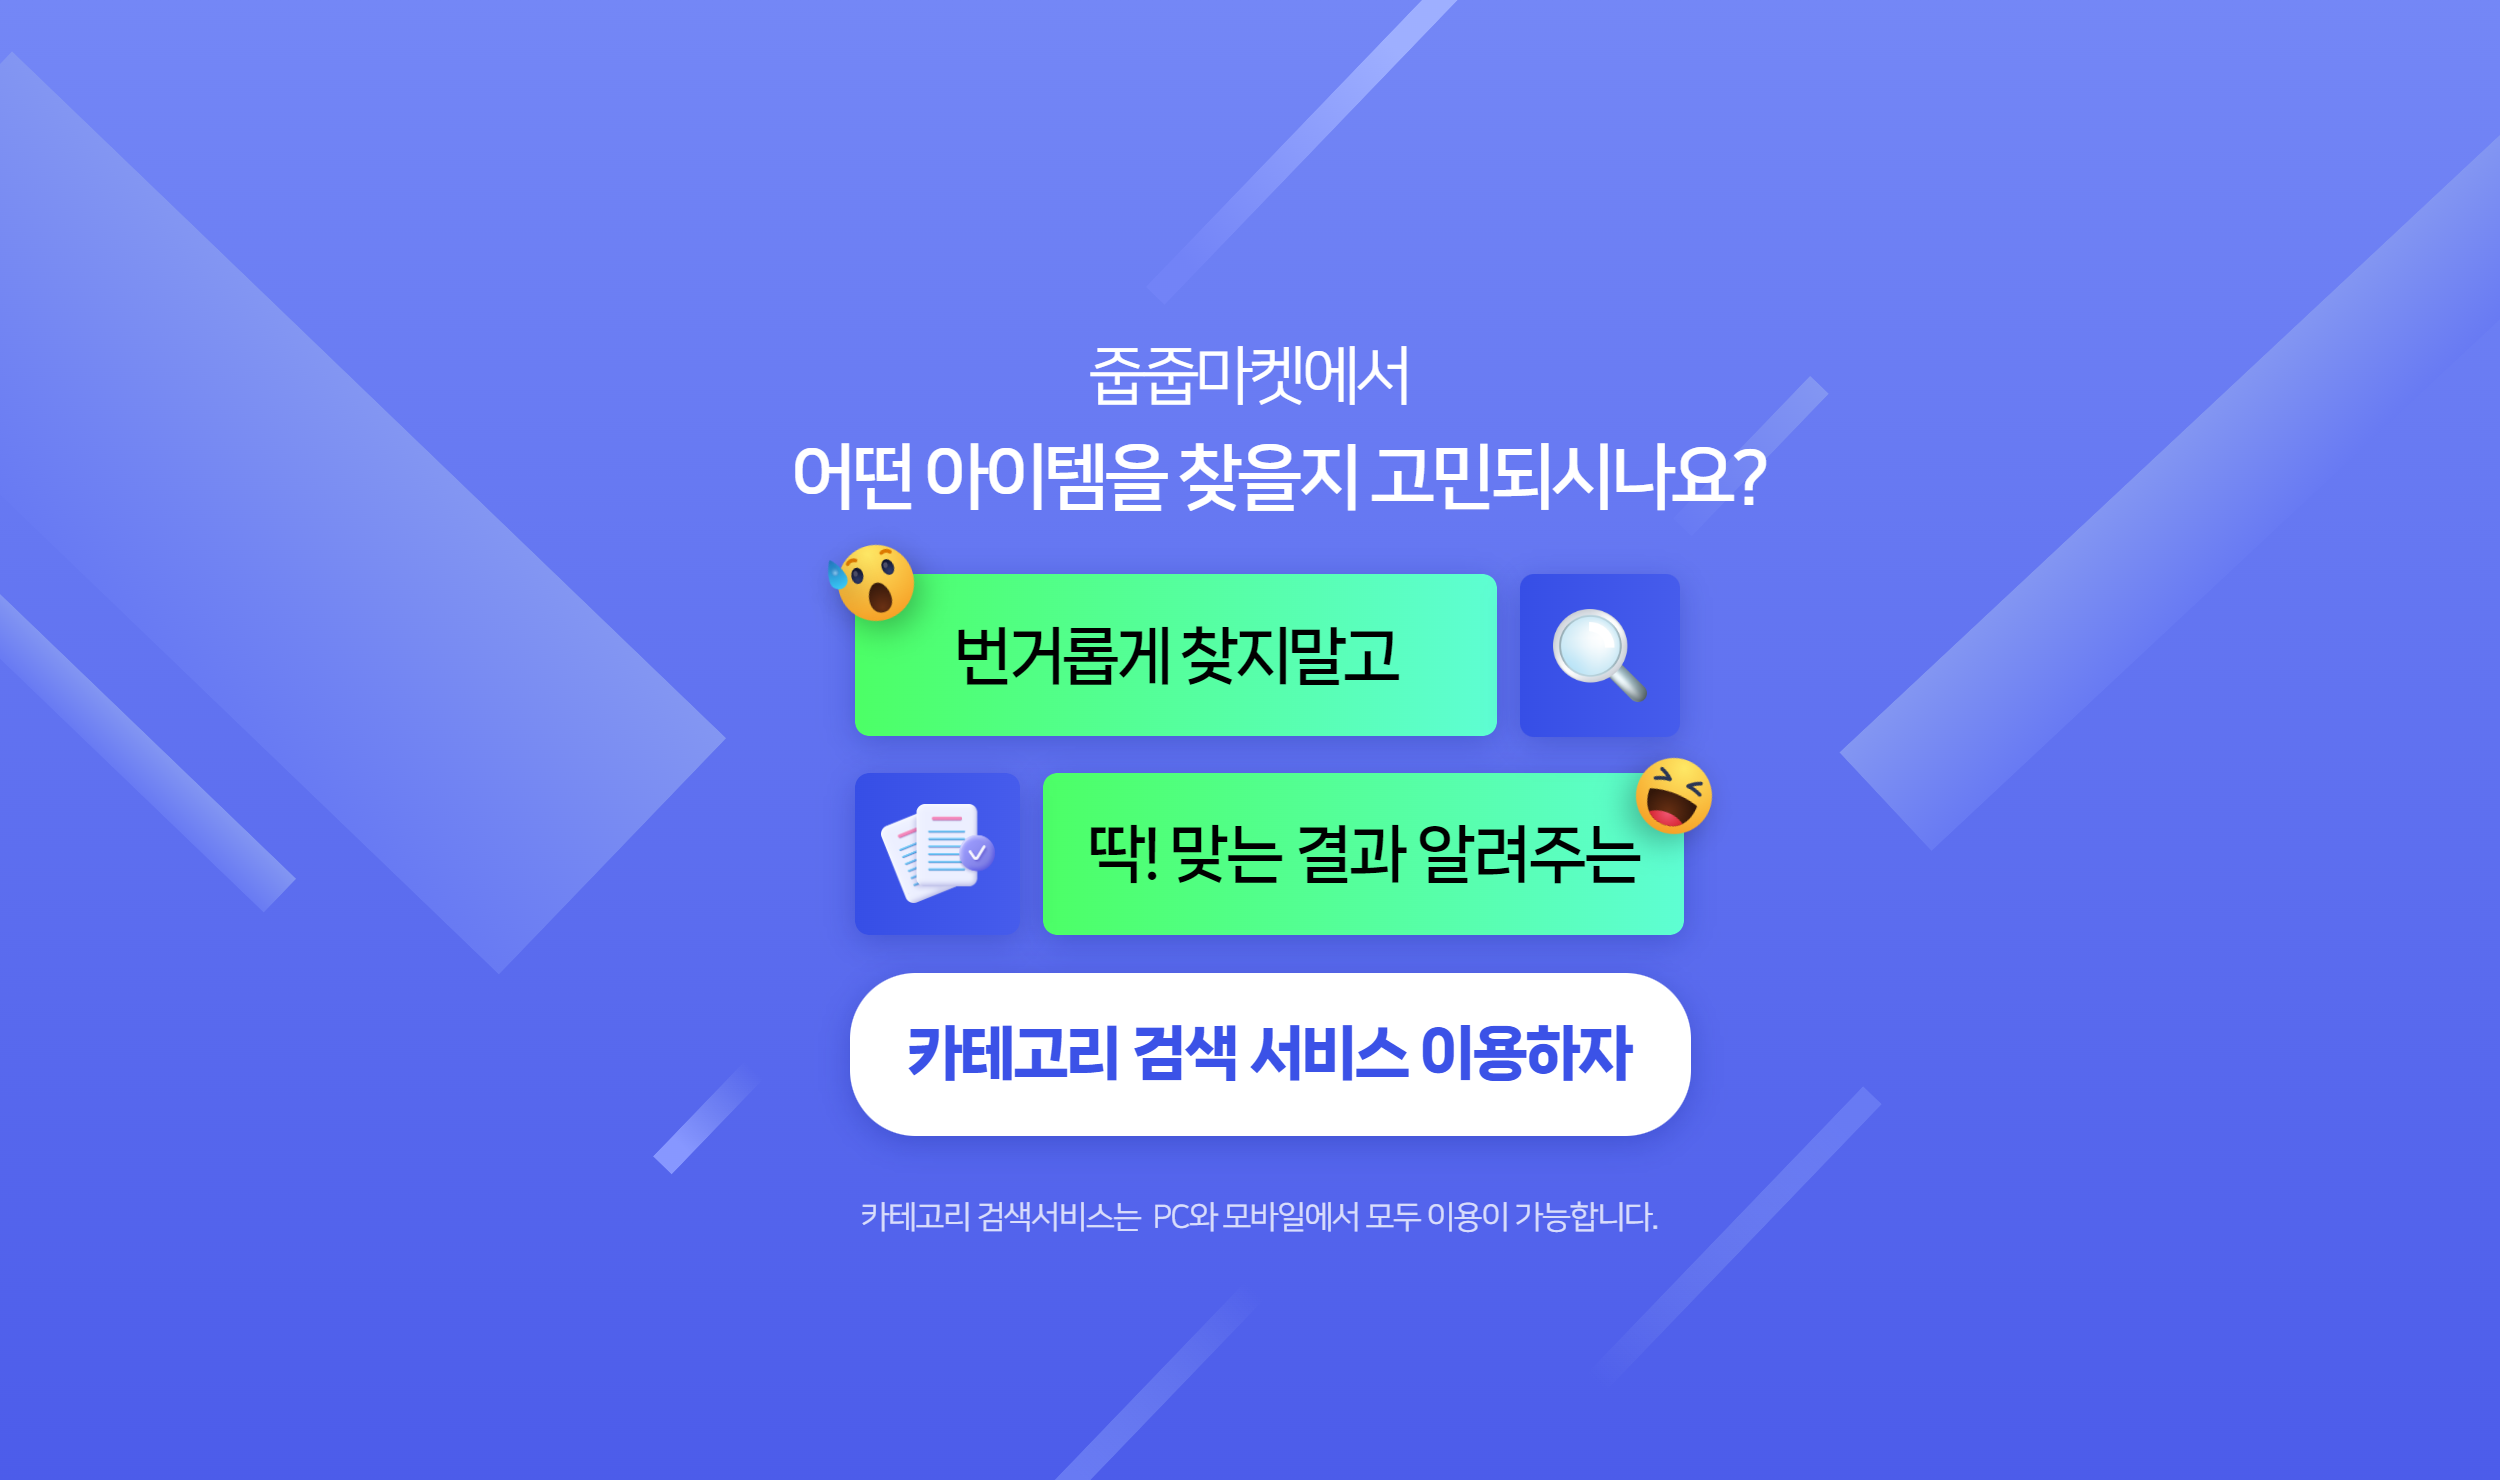 줍줍마켓에서
어떤 아이템을 찾을지 고민되시나요?
번거롭게 찾지말고
딱! 맞는 결과 알려주는
카테고리 검색 서비스 이용하자
카테고리 검색서비스는 PC와 모바일에서 모두 이용이 가능합니다.